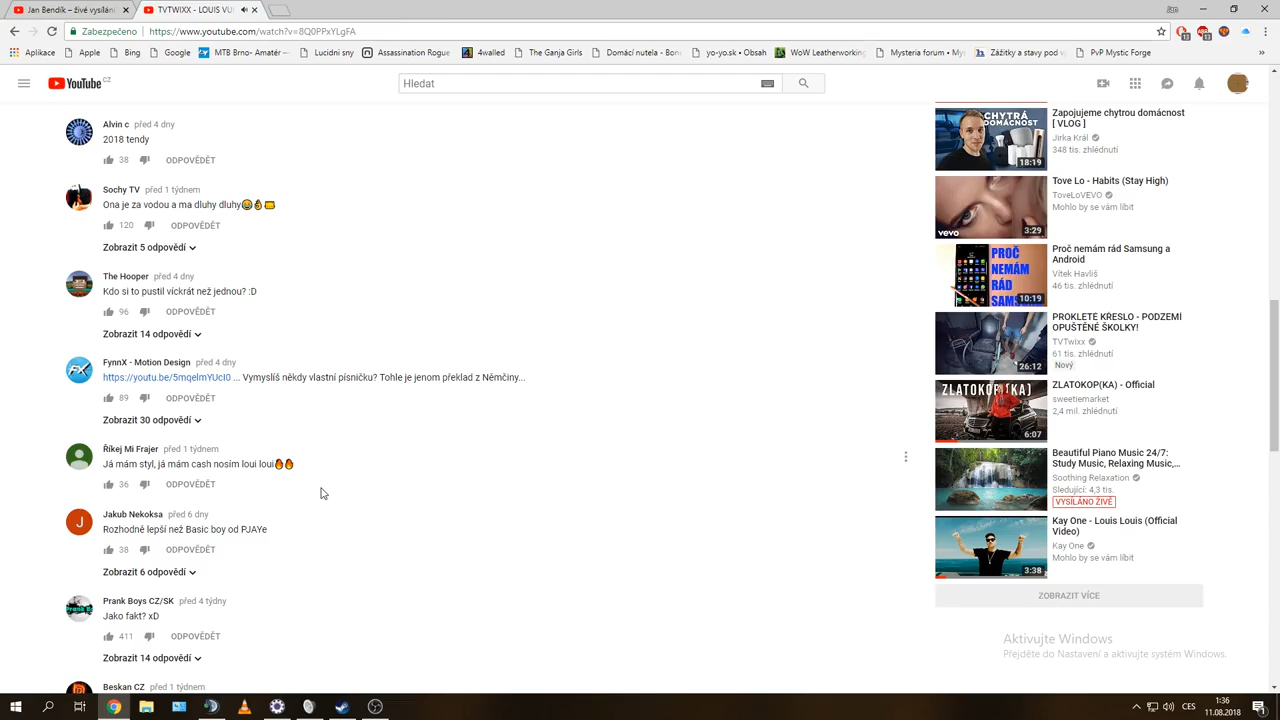 Jan Bendík – živé vysílání
TVTWIXX - LOUIS VU
Zabezpečeno
https://www.youtube.com/watch?v=8Q0PPxYLgFA
Aplikace
Apple
Bing
Google
MTB Brno- Amatér
Lucidni sny
Assassination Rogue
4walled
The Ganja Girls
Domácí nutela - Bon
yo-yo.sk • Obsah
WoW Leatherworking
Mysteria forum • My
Zážitky a stavy pod v
PvP Mystic Forge
YouTube CZ
Hledat
Alvin c před 4 dny
2018 tendy
38 ODPOVĚDĚT
Sochy TV před 1 týdnem
Ona je za vodou a ma dluhy dluhy
120 ODPOVĚDĚT
Zobrazit 5 odpovědí
The Hooper před 4 dny
Kdo si to pustil víckrát než jednou? :D
96 ODPOVĚDĚT
Zobrazit 14 odpovědí
FynnX - Motion Design před 4 dny
https://youtu.be/5mqelmYUcI0 ... Vymyslíš někdy vlastní písničku? Tohle je jenom překlad z Němčiny...
89 ODPOVĚDĚT
Zobrazit 30 odpovědí
Říkej Mi Frajer před 1 týdnem
Já mám styl, já mám cash nosím loui loui🔥🔥
36 ODPOVĚDĚT
Jakub Nekoksa před 6 dny
Rozhodně lepší než Basic boy od PJAYe
38 ODPOVĚDĚT
Zobrazit 6 odpovědí
Prank Boys CZ/SK před 4 týdny
Jako fakt? xD
411 ODPOVĚDĚT
Zobrazit 14 odpovědí
Beskan CZ před 1 týdnem
CHYTRÁ
DOMÁCNOST
18:19
Zapojujeme chytrou domácnost
[ VLOG ]
Jirka Král
348 tis. zhlédnutí
vevo
3:29
Tove Lo - Habits (Stay High)
ToveLoVEVO
Mohlo by se vám líbit
PROČ
NEMÁM
RÁD
SAMSU
10:19
Proč nemám rád Samsung a
Android
Vítek Havliš
46 tis. zhlédnutí
26:12
PROKLETÉ KŘESLO - PODZEMÍ
OPUŠTĚNÉ ŠKOLKY!
TVTwixx
61 tis. zhlédnutí
Nový
ZLATOKOP[KA]
6:07
ZLATOKOP(KA) - Official
sweetiemarket
2,4 mil. zhlédnutí
Beautiful Piano Music 24/7:
Study Music, Relaxing Music,...
Soothing Relaxation
Sledující: 4,3 tis.
VYSÍLÁNO ŽIVĚ
3:38
Kay One - Louis Louis (Official
Video)
Kay One
Mohlo by se vám líbit
ZOBRAZIT VÍCE
Aktivujte Windows
Přejděte do Nastavení a aktivujte systém Windows.
CES
1:36
11.08.2018